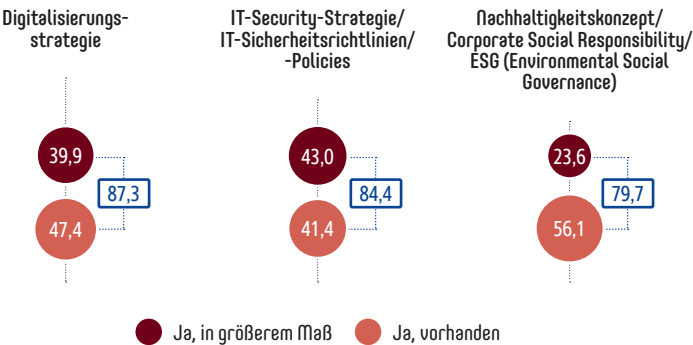 Digitalisierungs-
strategie
39,9
87,3
47,4
IT-Security-Strategie/
IT-Sicherheitsrichtlinien/
-Policies
43,0
84,4
41,4
Nachhaltigkeitskonzept/
Corporate Social Responsibility/
ESG (Environmental Social
Governance)
23,6
79,7
56,1
Ja, in größerem Maß
Ja, vorhanden